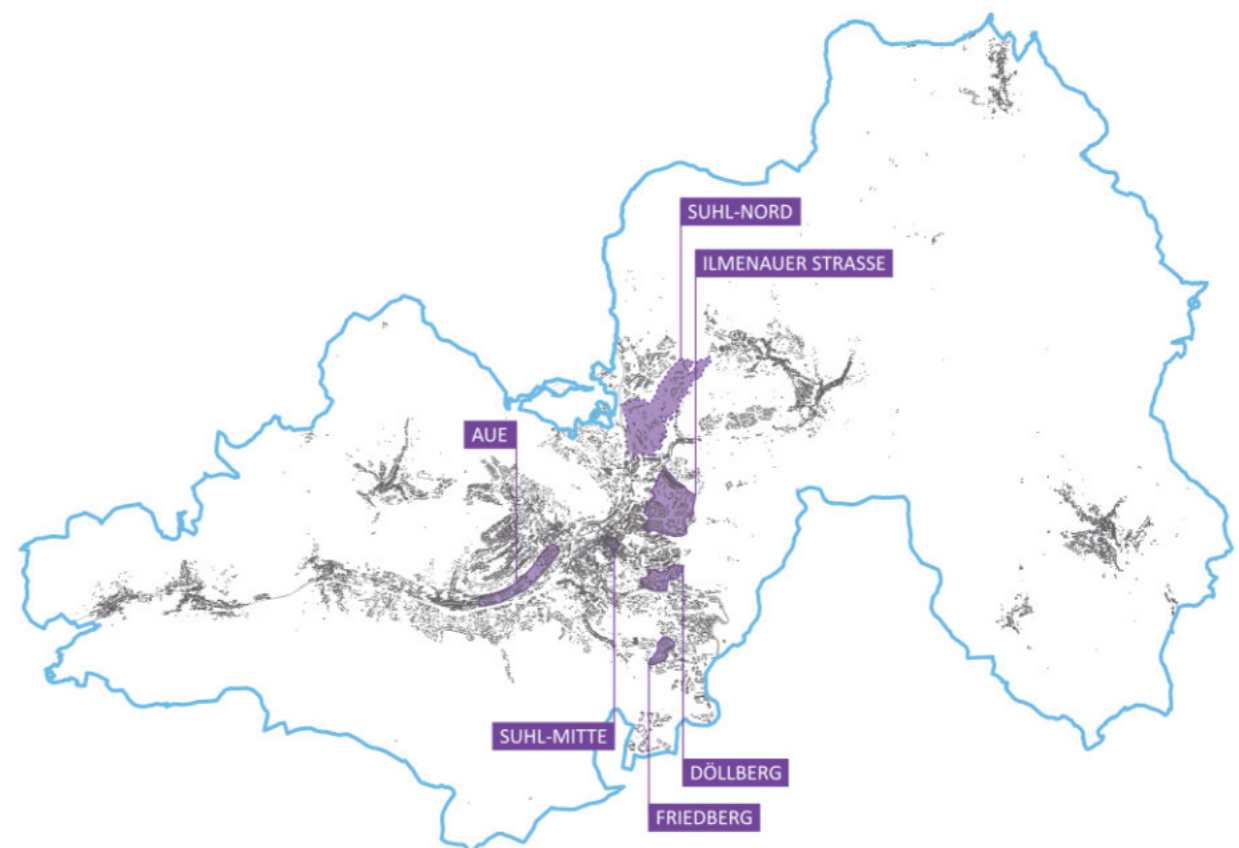 SUHL-NORD
ILMENAUER STRASSE
AUE
SUHL-MITTE
DÖLLBERG
FRIEDBERG